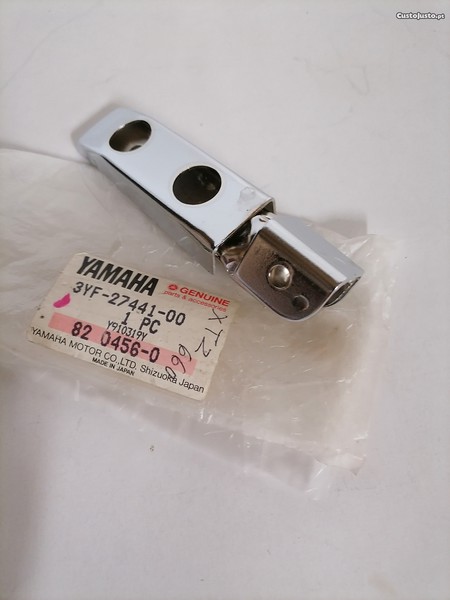 CustoJusto.pt
YAMAHA
GENUINE
parts & accessories
3YF-27441-00
1 PC
Y910319Y
82 0456-0
YAMAHA MOTOR CO., LTD. Shizuoka Japan
MADE IN JAPAN
XTZ
660